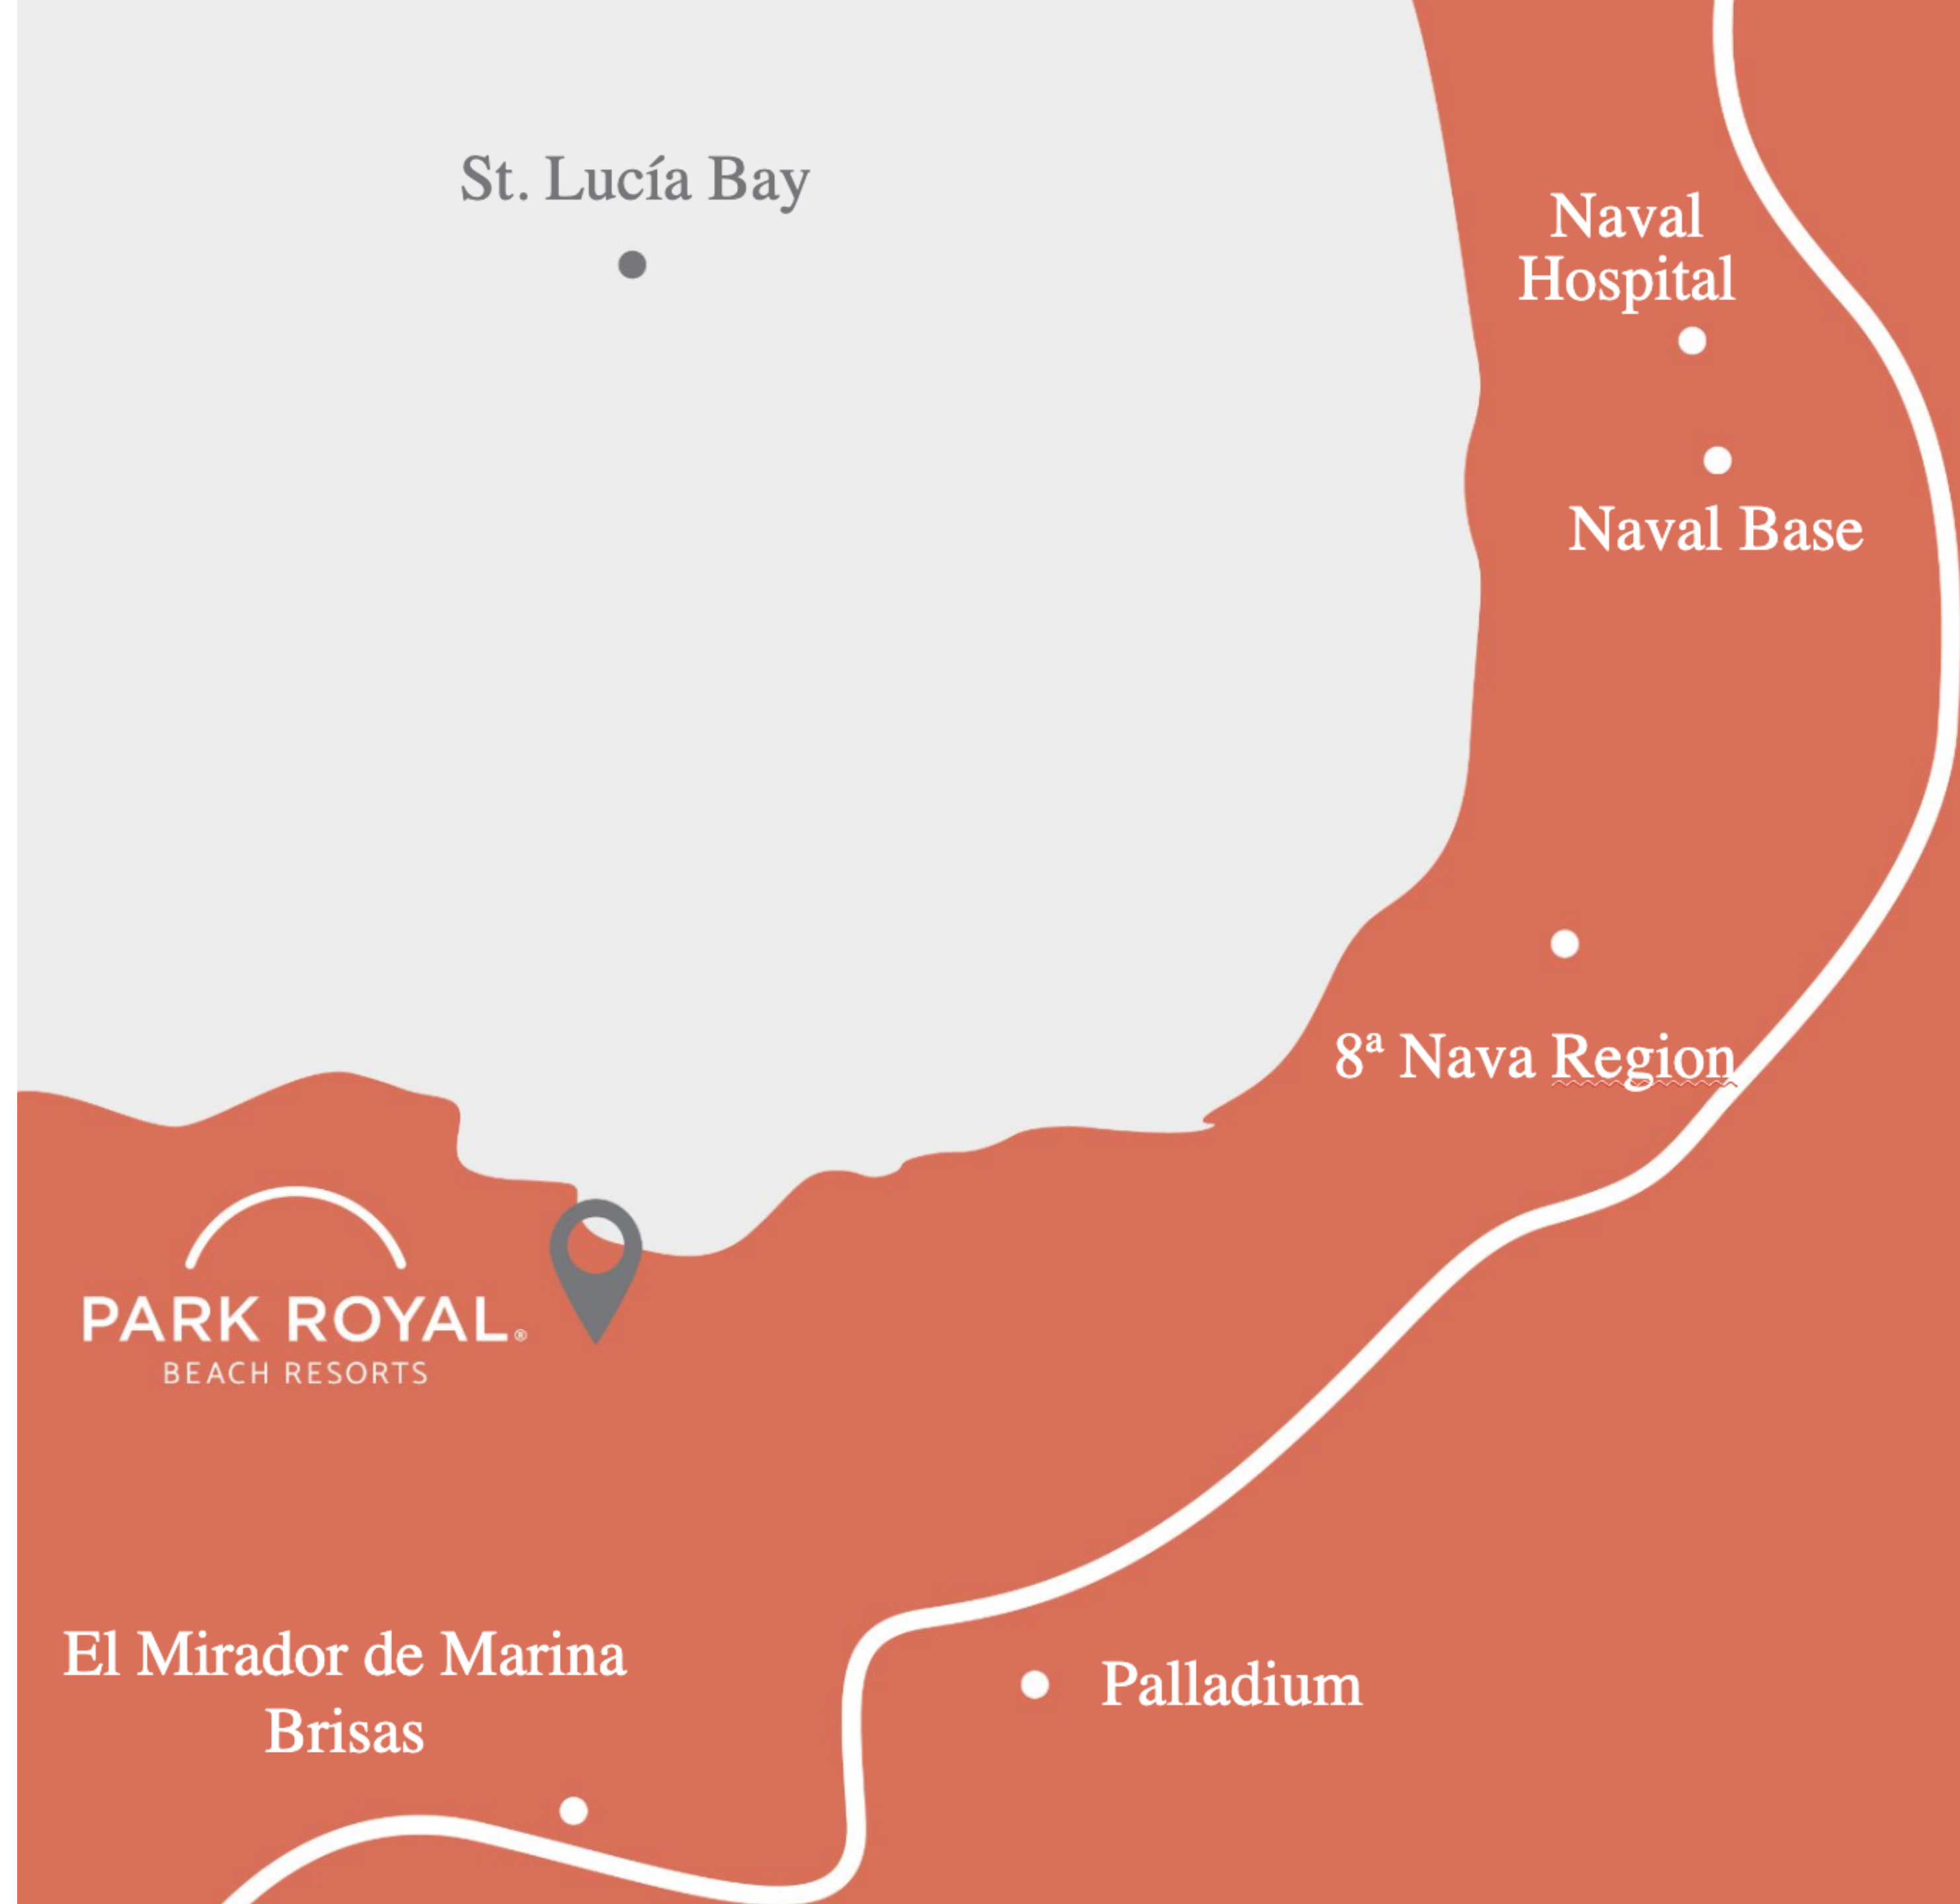 St. Lucía Bay
Naval
Hospital
Naval Base
8ª Nava Region
PARK ROYAL®
BEACH RESORTS
El Mirador de Marina
Brisas
Palladium